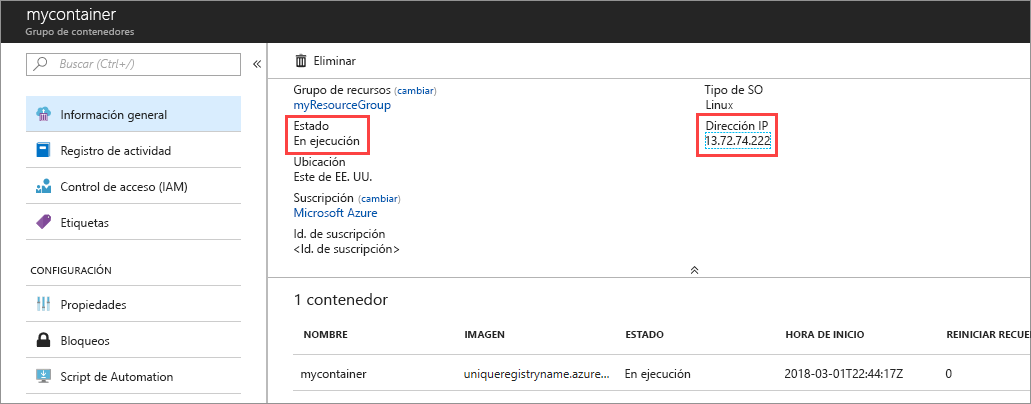 mycontainer
Grupo de contenedores
Buscar (Ctrl+/)
«
Información general
Registro de actividad
Control de acceso (IAM)
Etiquetas
CONFIGURACIÓN
Propiedades
Bloqueos
Script de Automation
Eliminar
Grupo de recursos (cambiar)
myResourceGroup
Estado
En ejecución
Ubicación
Este de EE. UU.
Suscripción (cambiar)
Microsoft Azure
Id. de suscripción
<Id. de suscripción>
Tipo de SO
Linux
Dirección IP
13.72.74.222
1 contenedor
NOMBRE IMAGEN ESTADO HORA DE INICIO REINICIAR RECUE
mycontainer uniqueregistryname.azure... En ejecución 2018-03-01T22:44:17Z 0